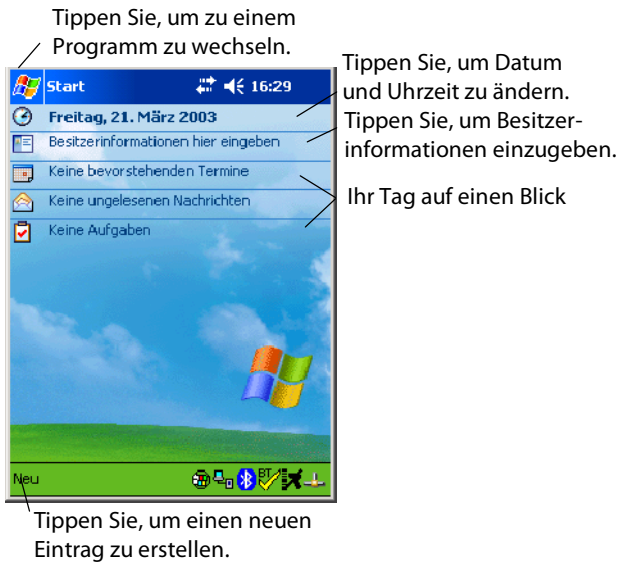 Tippen Sie, um zu einem
Programm zu wechseln.
Start 16:29
Freitag, 21. März 2003
Besitzerinformationen hier eingeben
Keine bevorstehenden Termine
Keine ungelesenen Nachrichten
Keine Aufgaben
Neu BT
Tippen Sie, um Datum
und Uhrzeit zu ändern.
Tippen Sie, um Besitzer-
informationen einzugeben.
Ihr Tag auf einen Blick
Tippen Sie, um einen neuen
Eintrag zu erstellen.